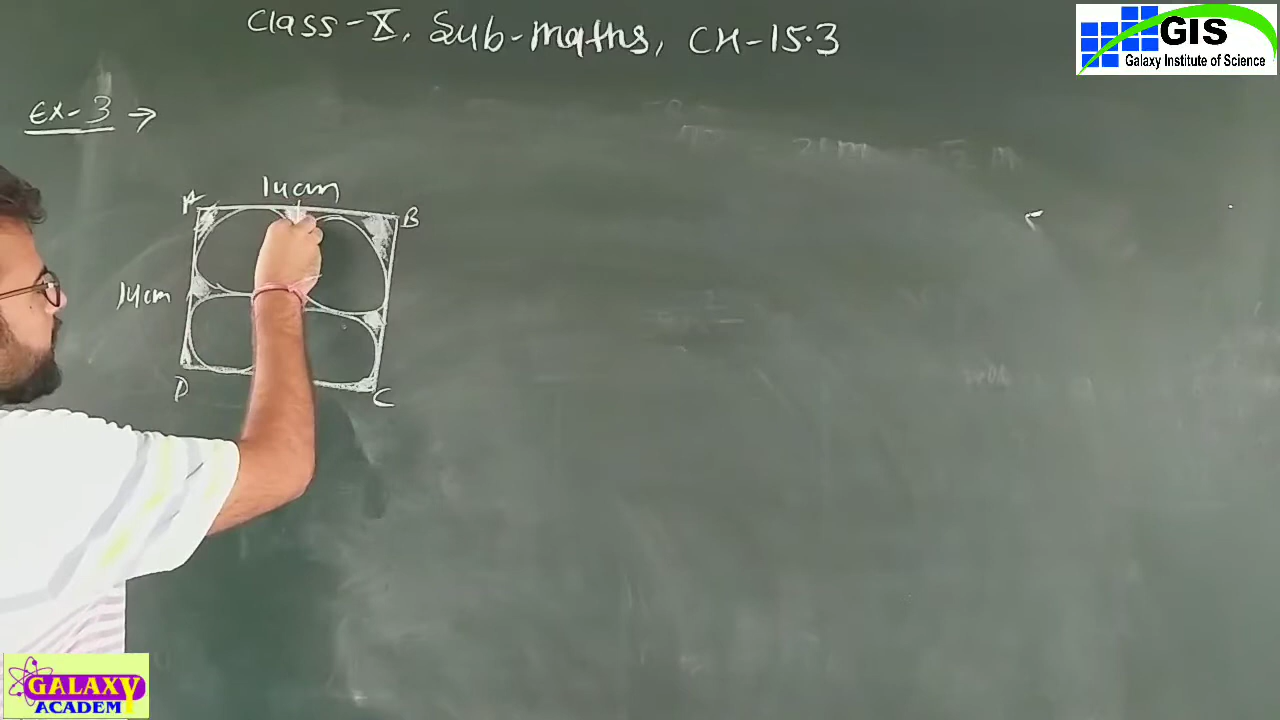 Class-X, Sub-maths, CH-15.3
GIS
Galaxy Institute of Science
Ex-3 →
14cm
A
B
14cm
D
C
GALAXY
ACADEM